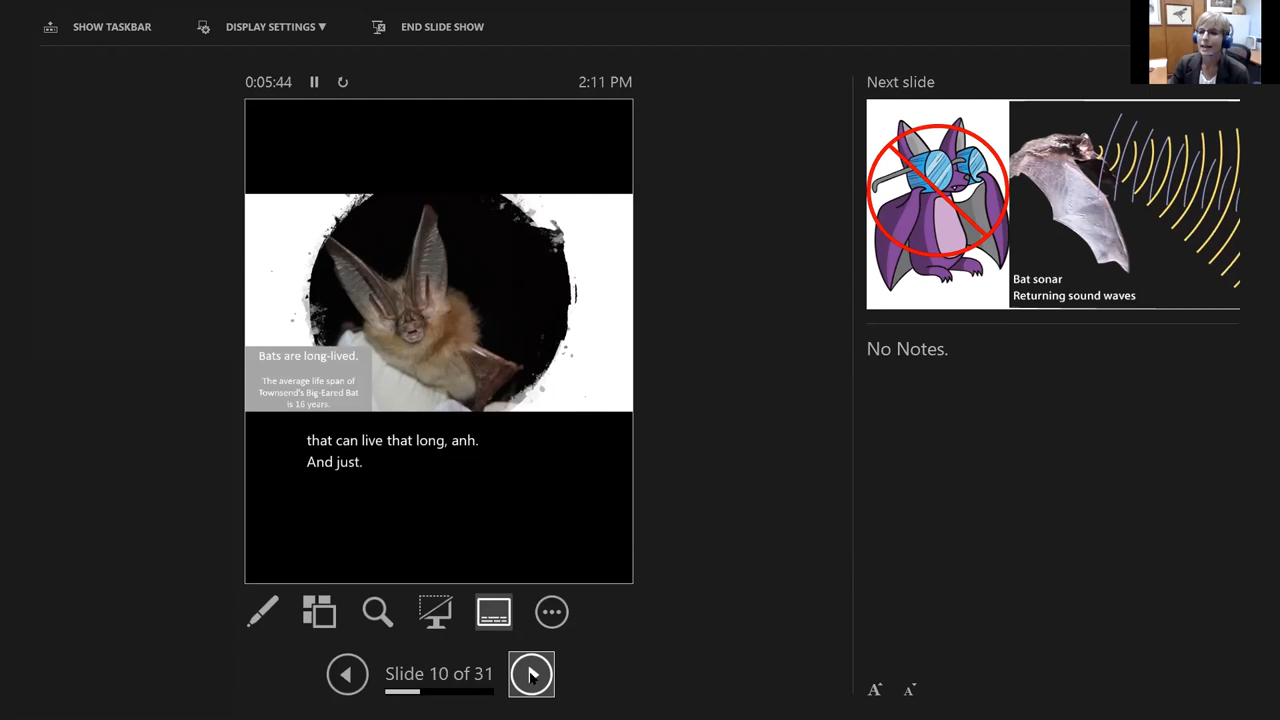 SHOW TASKBAR
DISPLAY SETTINGS ▼
END SLIDE SHOW
0:05:44
2:11 PM
Next slide
Bat sonar
Returning sound waves
Bats are long-lived.
The average life span of
Townsend's Big-Eared Bat
is 16 years.
No Notes.
that can live that long, anh.
And just.
Slide 10 of 31
A A